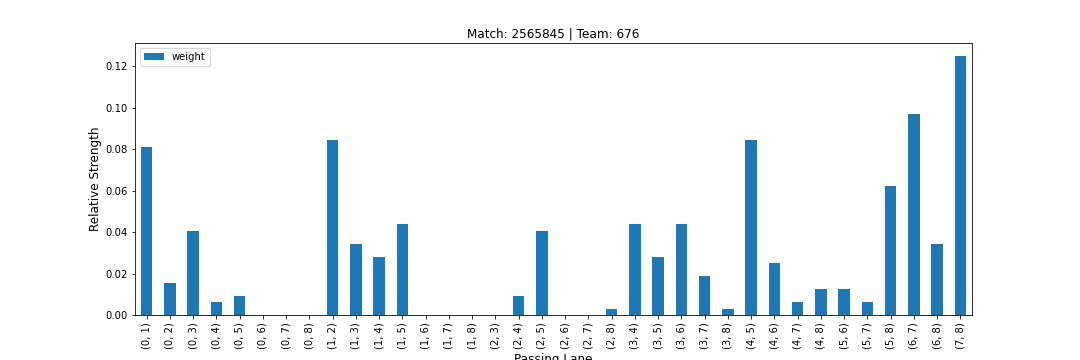 Match: 2565845 | Team: 676
weight
Relative Strength
0.12
0.10
0.08
0.06
0.04
0.02
0.00
(0, 1) (0, 2) (0, 3) (0, 4) (0, 5) (0, 6) (0, 7) (0, 8) (1, 2) (1, 3) (1, 4) (1, 5) (1, 6) (1, 7) (1, 8) (2, 3) (2, 4) (2, 5) (2, 6) (2, 7) (2, 8) (3, 4) (3, 5) (3, 6) (3, 7) (3, 8) (4, 5) (4, 6) (4, 7) (4, 8) (5, 6) (5, 7) (5, 8) (6, 7) (6, 8) (7, 8)
Passing Lane